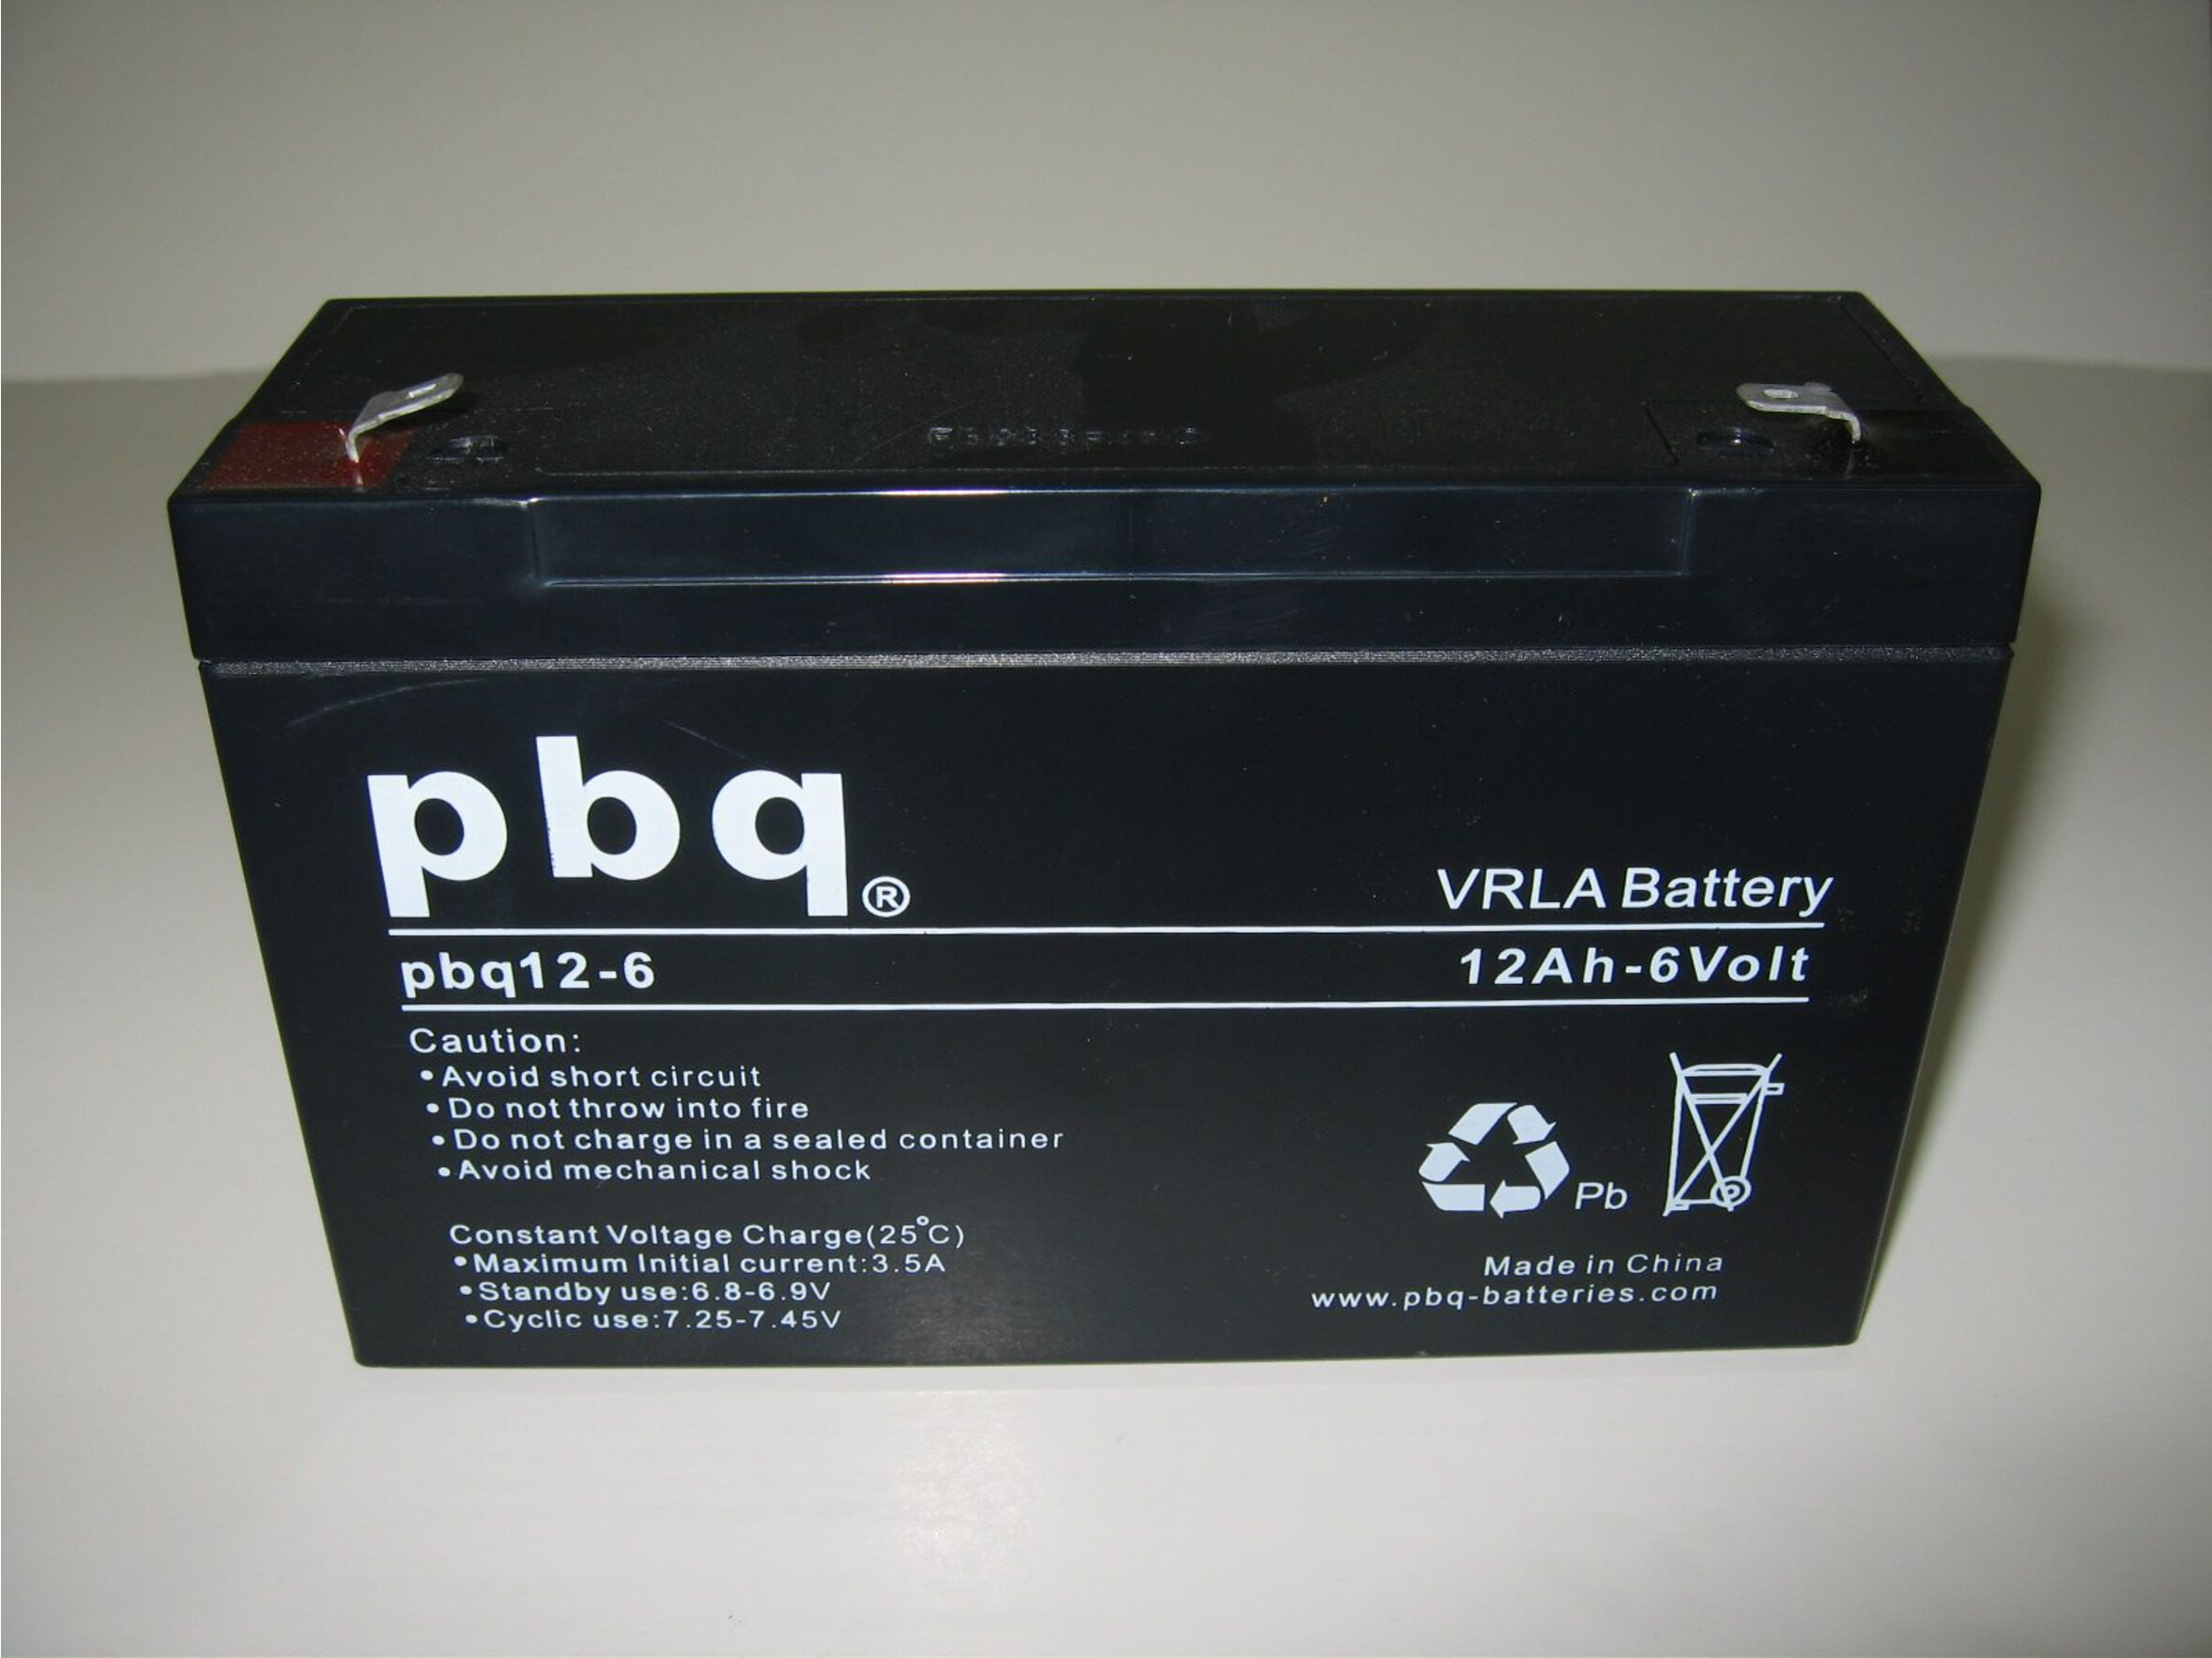 pbq®
VRLA Battery
pbq12-6
12Ah-6Volt
Caution:
•Avoid short circuit
•Do not throw into fire
•Do not charge in a sealed container
•Avoid mechanical shock
Pb
Constant Voltage Charge(25°C)
•Maximum Initial current:3.5A
•Standby use:6.8-6.9V
•Cyclic use:7.25-7.45V
Made in China
www.pbq-batteries.com